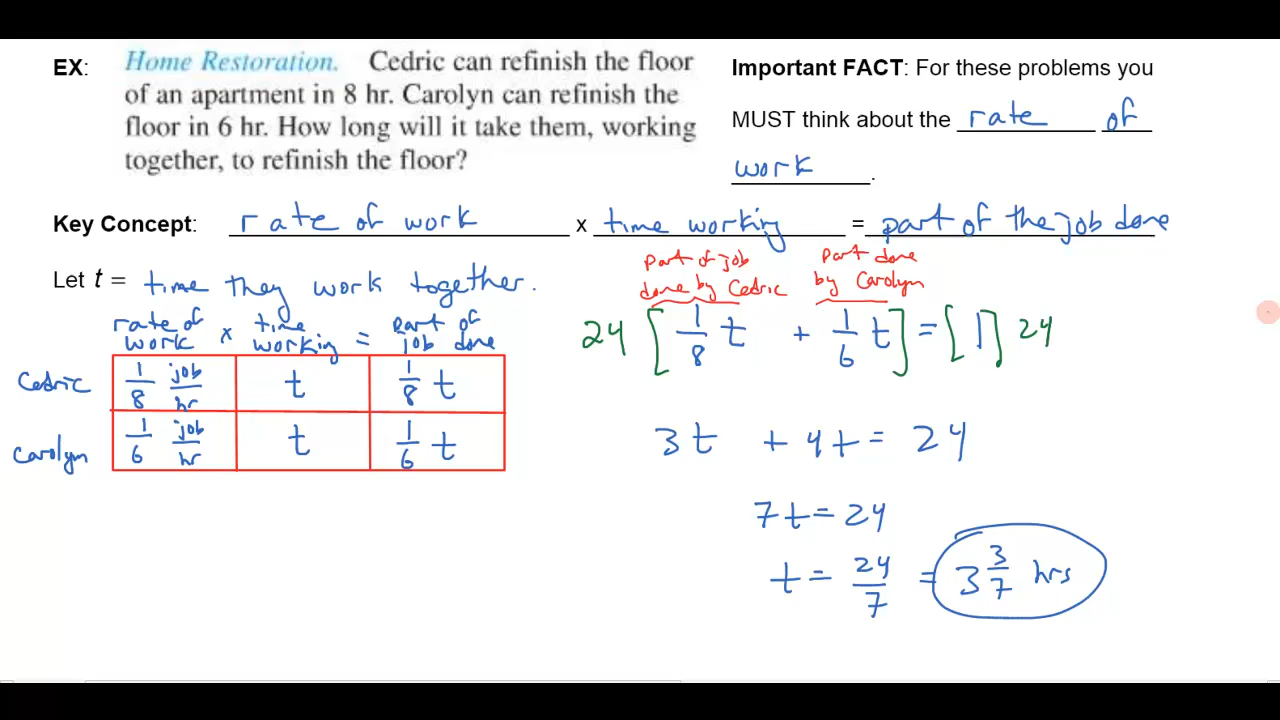 EX: Home Restoration. Cedric can refinish the floor
of an apartment in 8 hr. Carolyn can refinish the
floor in 6 hr. How long will it take them, working
together, to refinish the floor?
Important FACT: For these problems you
MUST think about the rate of
work.
Key Concept: rate of work x time working = part of the job done
Let t = time they work together.
rate of work x time working = part of job done
Cedric 1/8 job/hr t 1/8 t
Carolyn 1/6 job/hr t 1/6 t
part of job done by Cedric
part done by Carolyn
24 [ 1/8 t + 1/6 t ] = [ 1 ] 24
3t + 4t = 24
7t = 24
t = 24/7 = 3 3/7 hrs